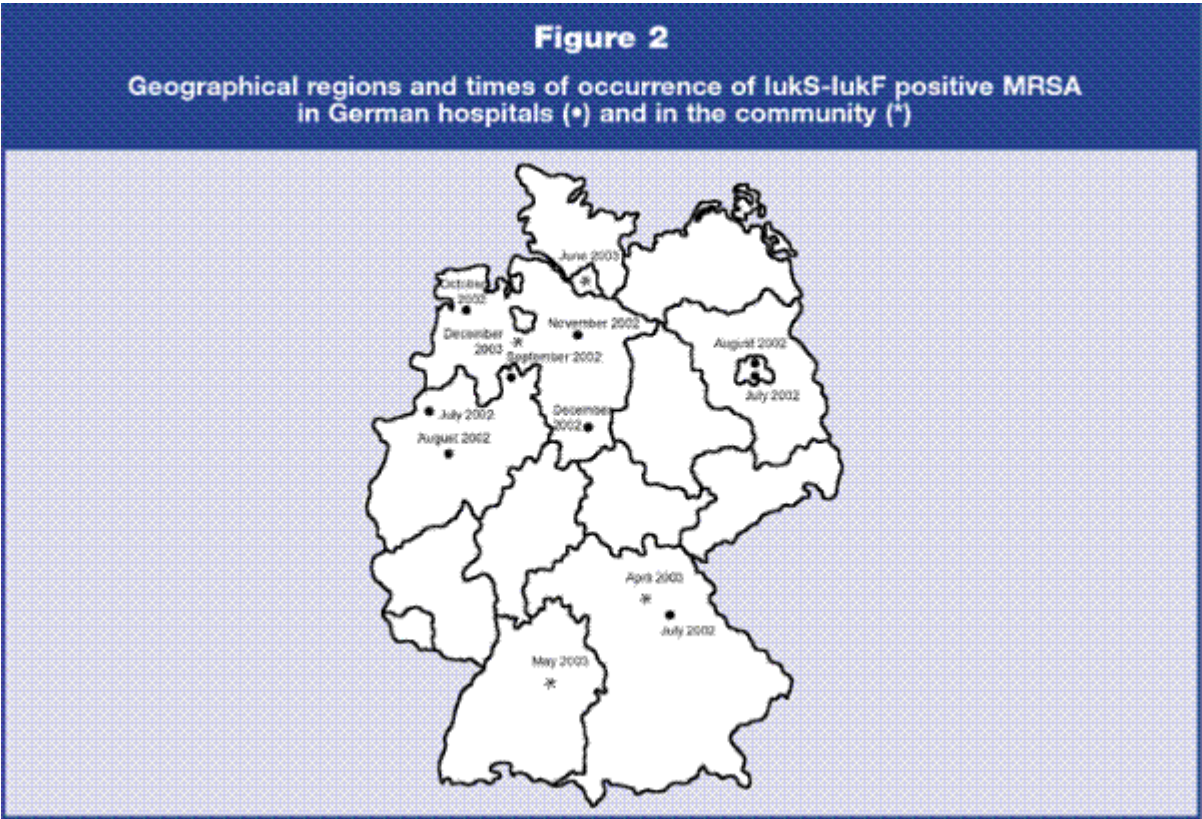 Figure 2
Geographical regions and times of occurrence of lukS-lukF positive MRSA
in German hospitals (•) and in the community (*)
June 2003
October
2002
November 2002
December
2003
September 2002
August 2002
July 2002
July 2002
December
2002
August 2002
April 2003
July 2002
May 2003